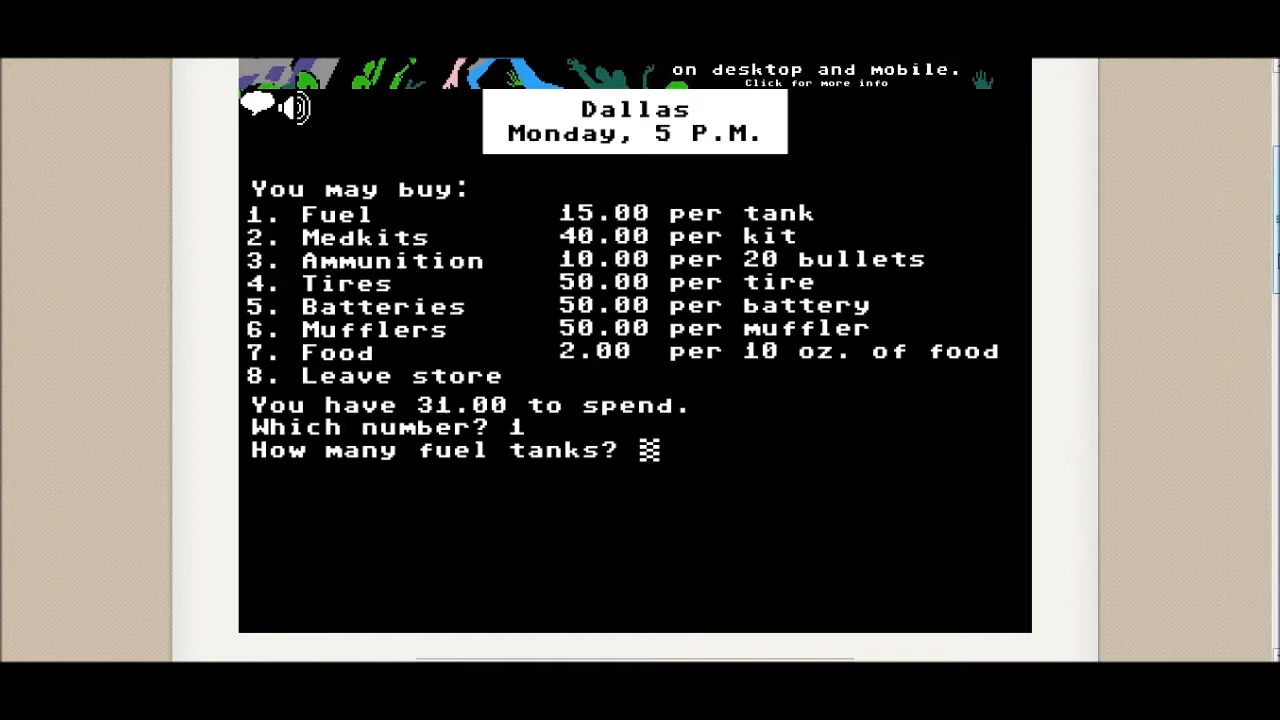 on desktop and mobile.
Click for more info
Dallas
Monday, 5 P.M.
You may buy:
1. Fuel 15.00 per tank
2. Medkits 40.00 per kit
3. Ammunition 10.00 per 20 bullets
4. Tires 50.00 per tire
5. Batteries 50.00 per battery
6. Mufflers 50.00 per muffler
7. Food 2.00 per 10 oz. of food
8. Leave store
You have 31.00 to spend.
Which number? 1
How many fuel tanks?